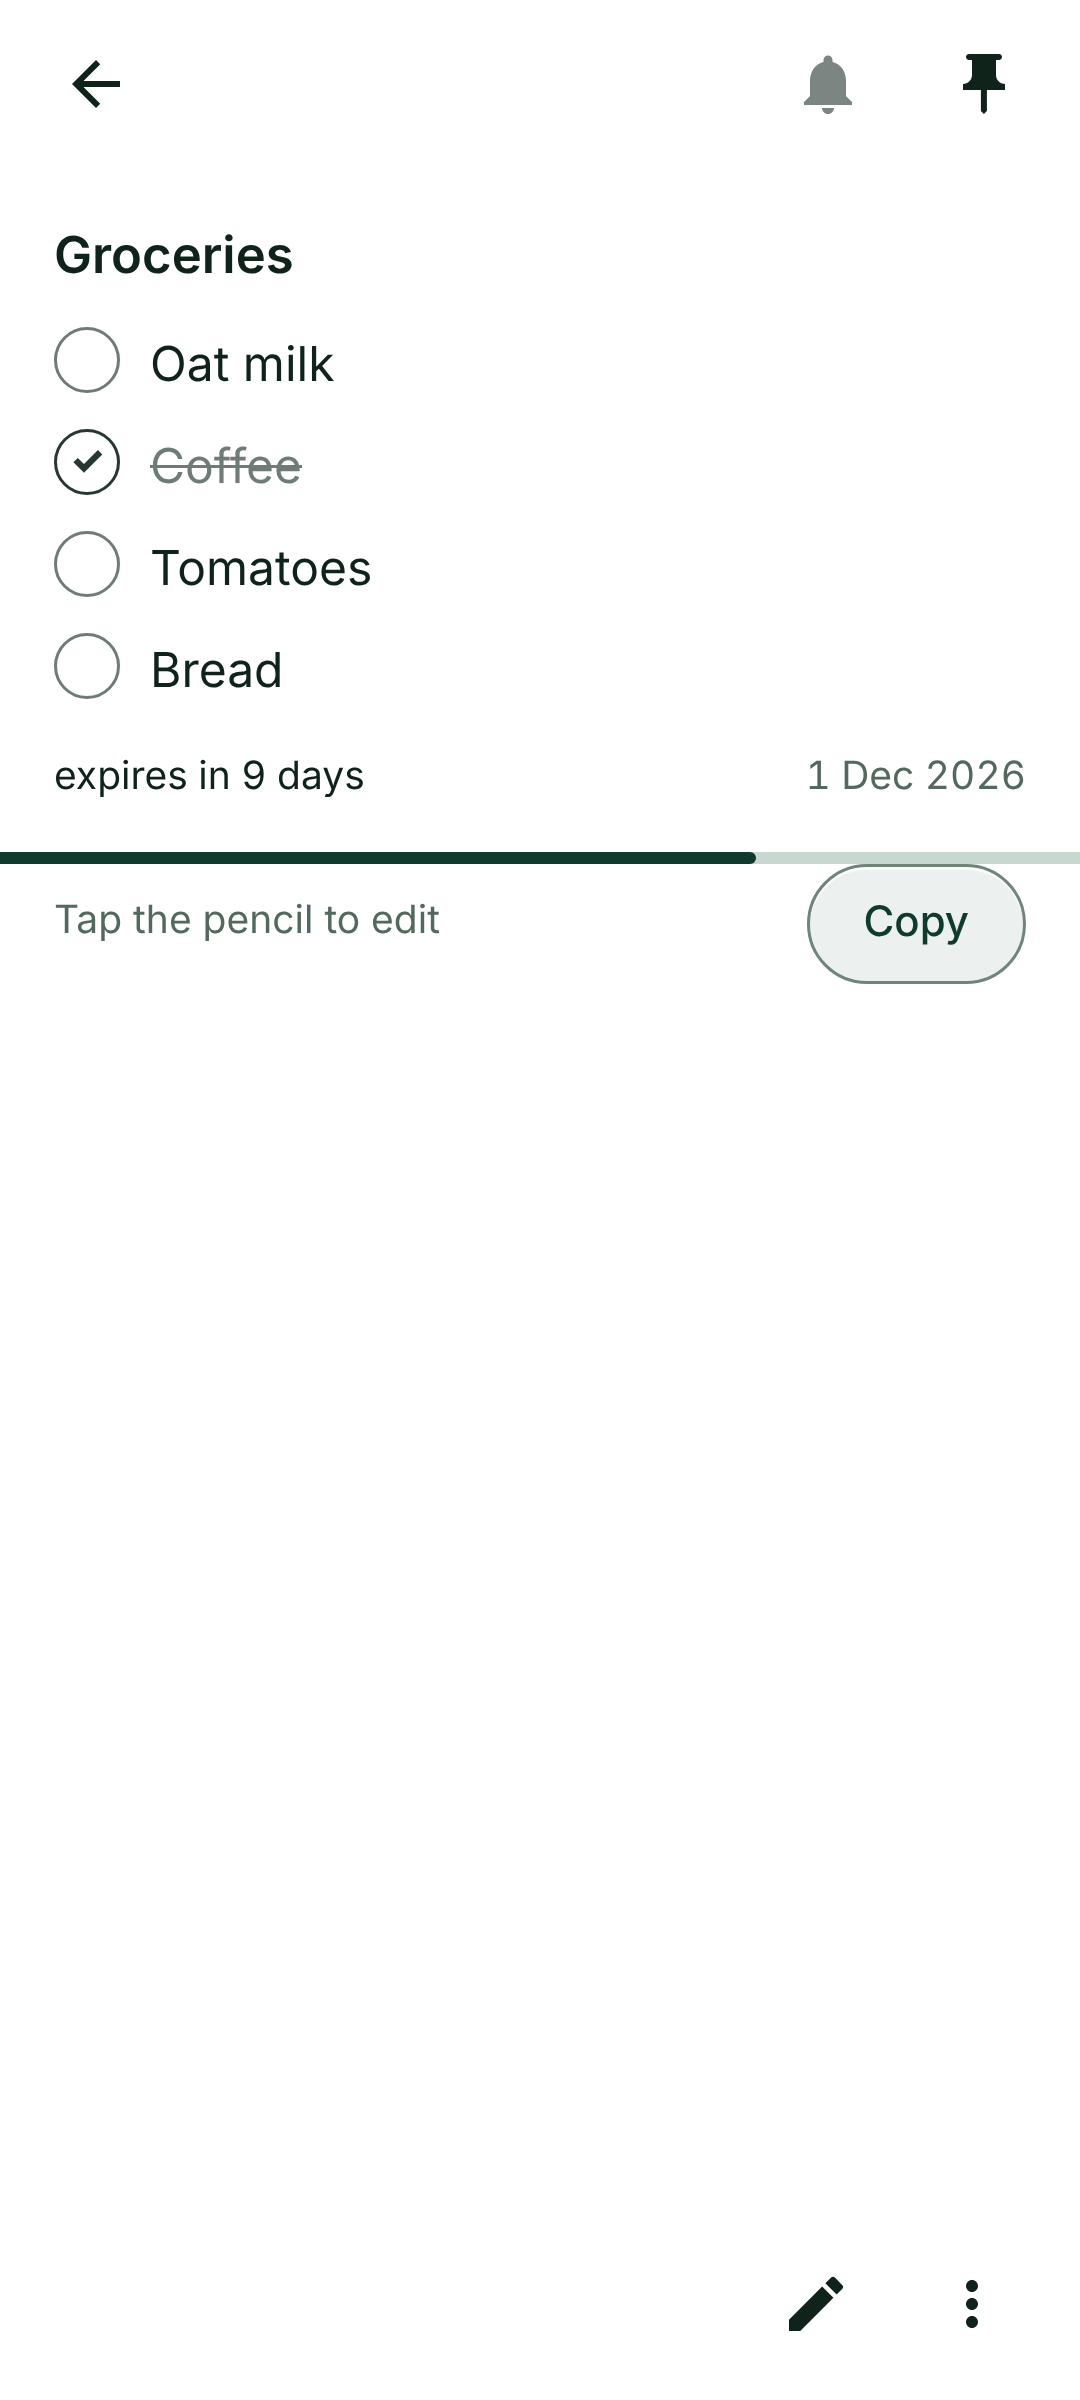 Groceries
Oat milk
Coffee
Tomatoes
Bread
expires in 9 days
1 Dec 2026
Tap the pencil to edit
Copy